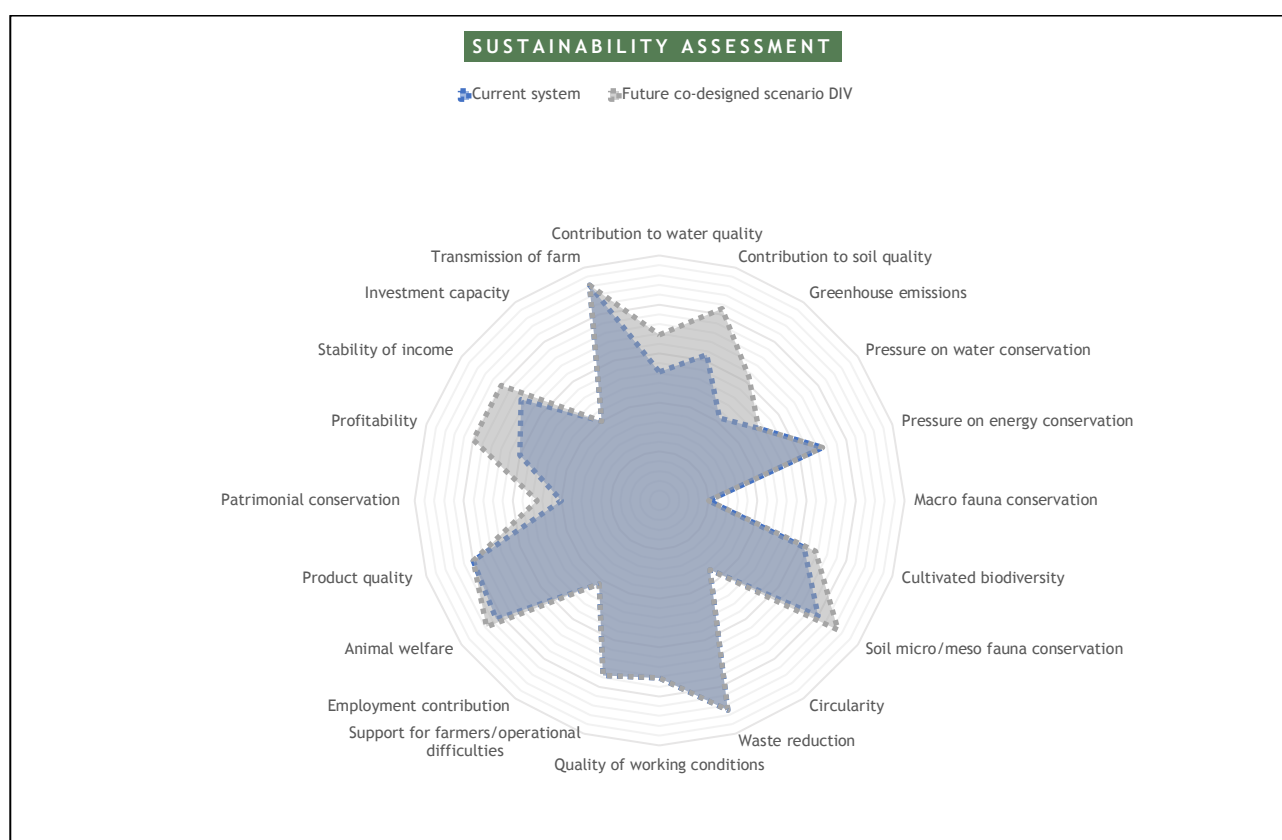 SUSTAINABILITY ASSESSMENT
Current system
Future co-designed scenario DIV
Contribution to water quality
Contribution to soil quality
Greenhouse emissions
Pressure on water conservation
Pressure on energy conservation
Macro fauna conservation
Cultivated biodiversity
Soil micro/meso fauna conservation
Circularity
Waste reduction
Quality of working conditions
Support for farmers/operational
difficulties
Employment contribution
Animal welfare
Product quality
Patrimonial conservation
Profitability
Stability of income
Investment capacity
Transmission of farm